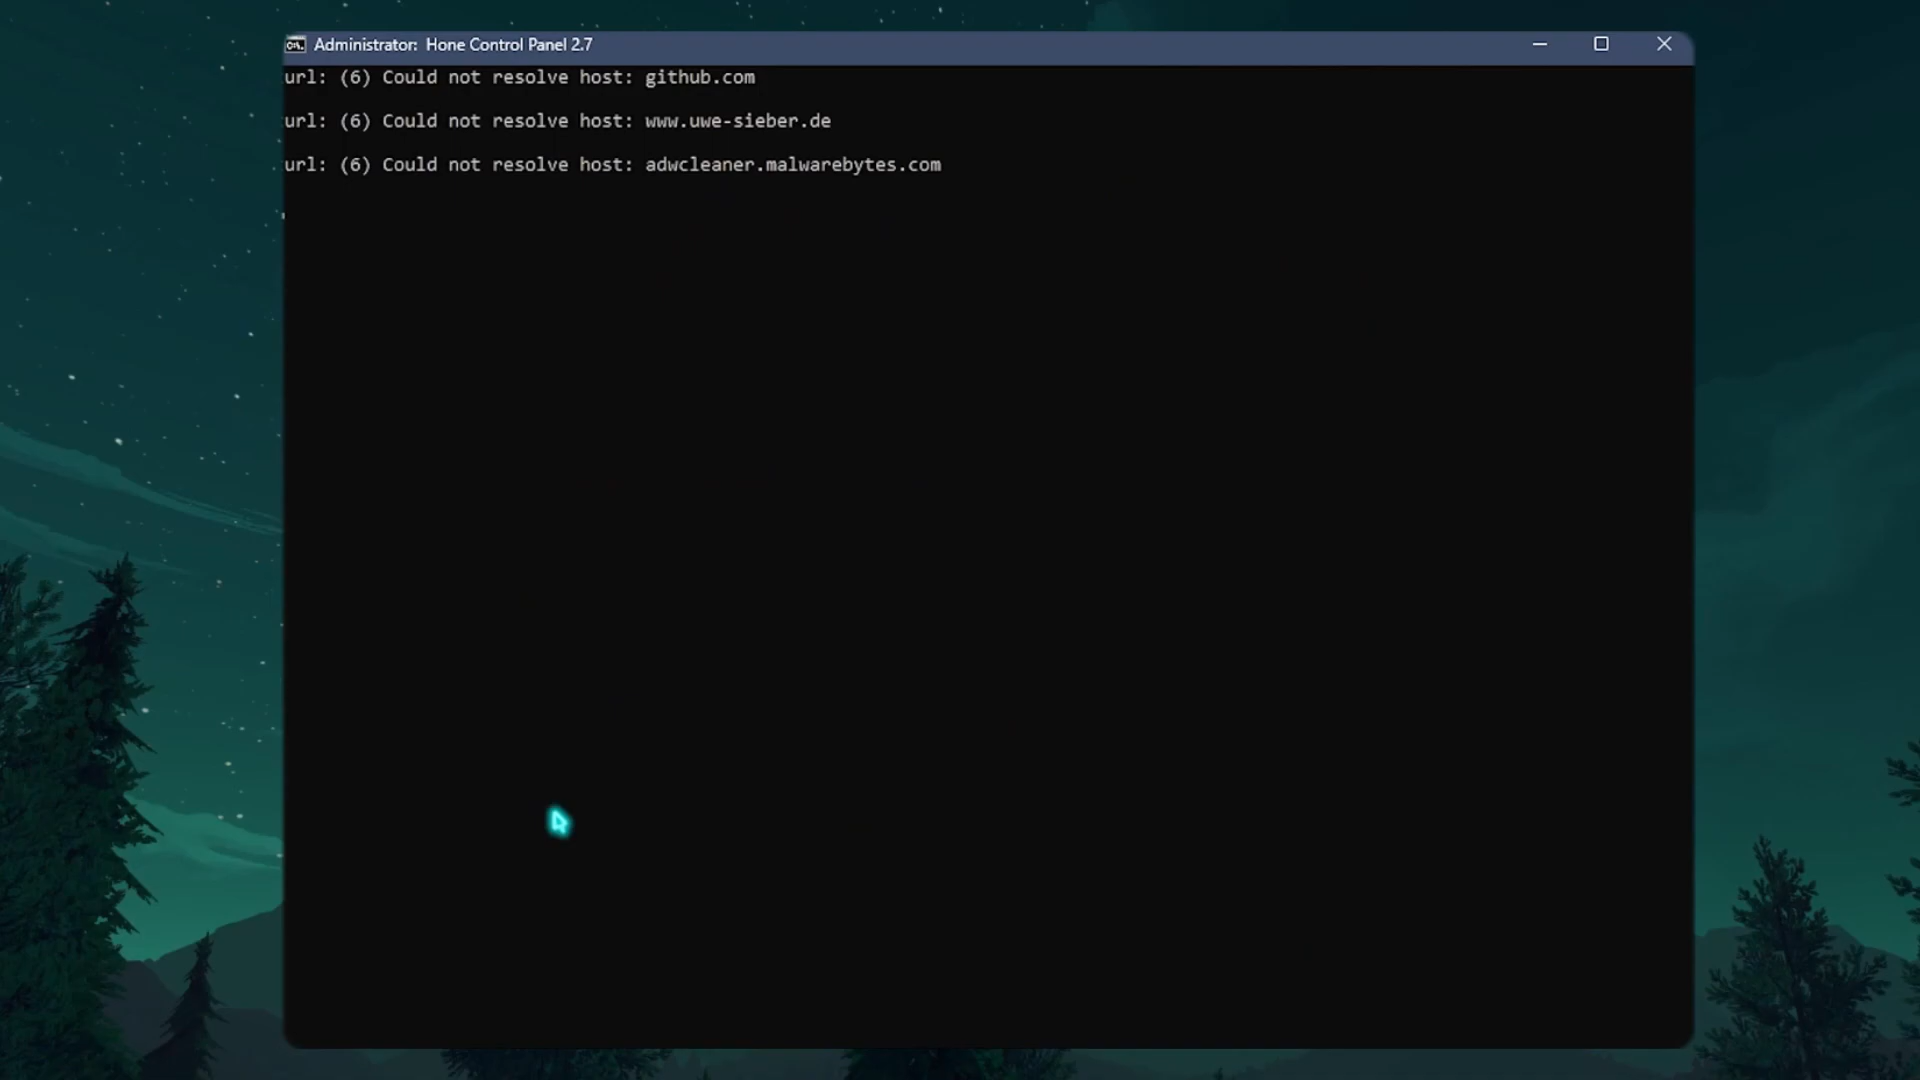 Administrator: Hone Control Panel 2.7
url: (6) Could not resolve host: github.com
url: (6) Could not resolve host: www.uwe-sieber.de
url: (6) Could not resolve host: adwcleaner.malwarebytes.com